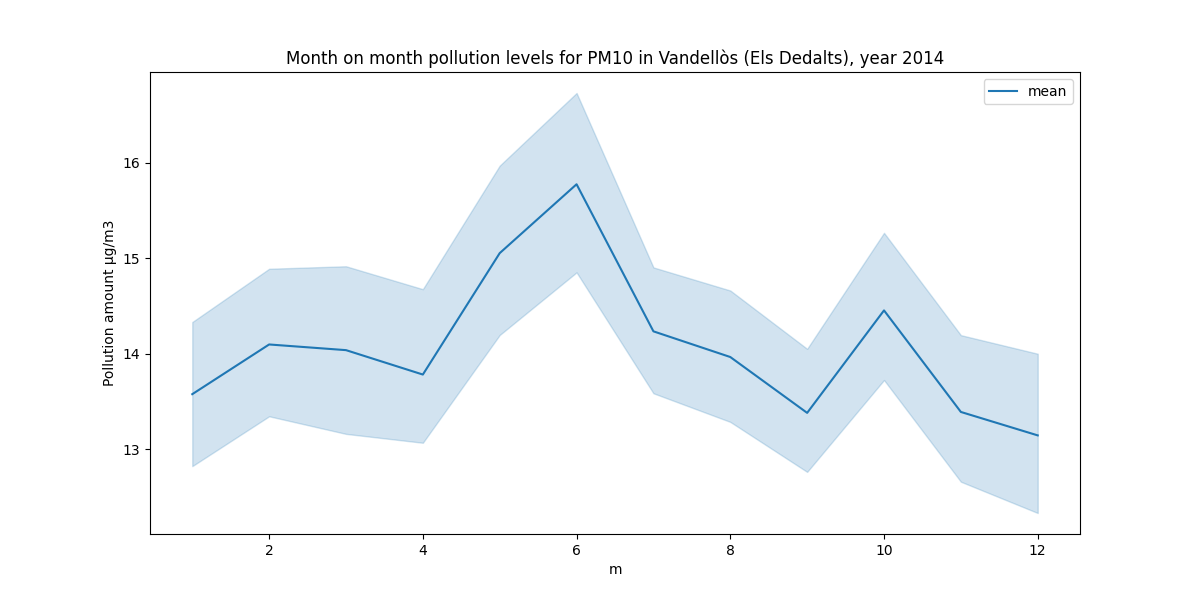 Month on month pollution levels for PM10 in Vandellòs (Els Dedalts), year 2014
mean
Pollution amount µg/m3
16
15
14
13
2 4 6 8 10 12
m